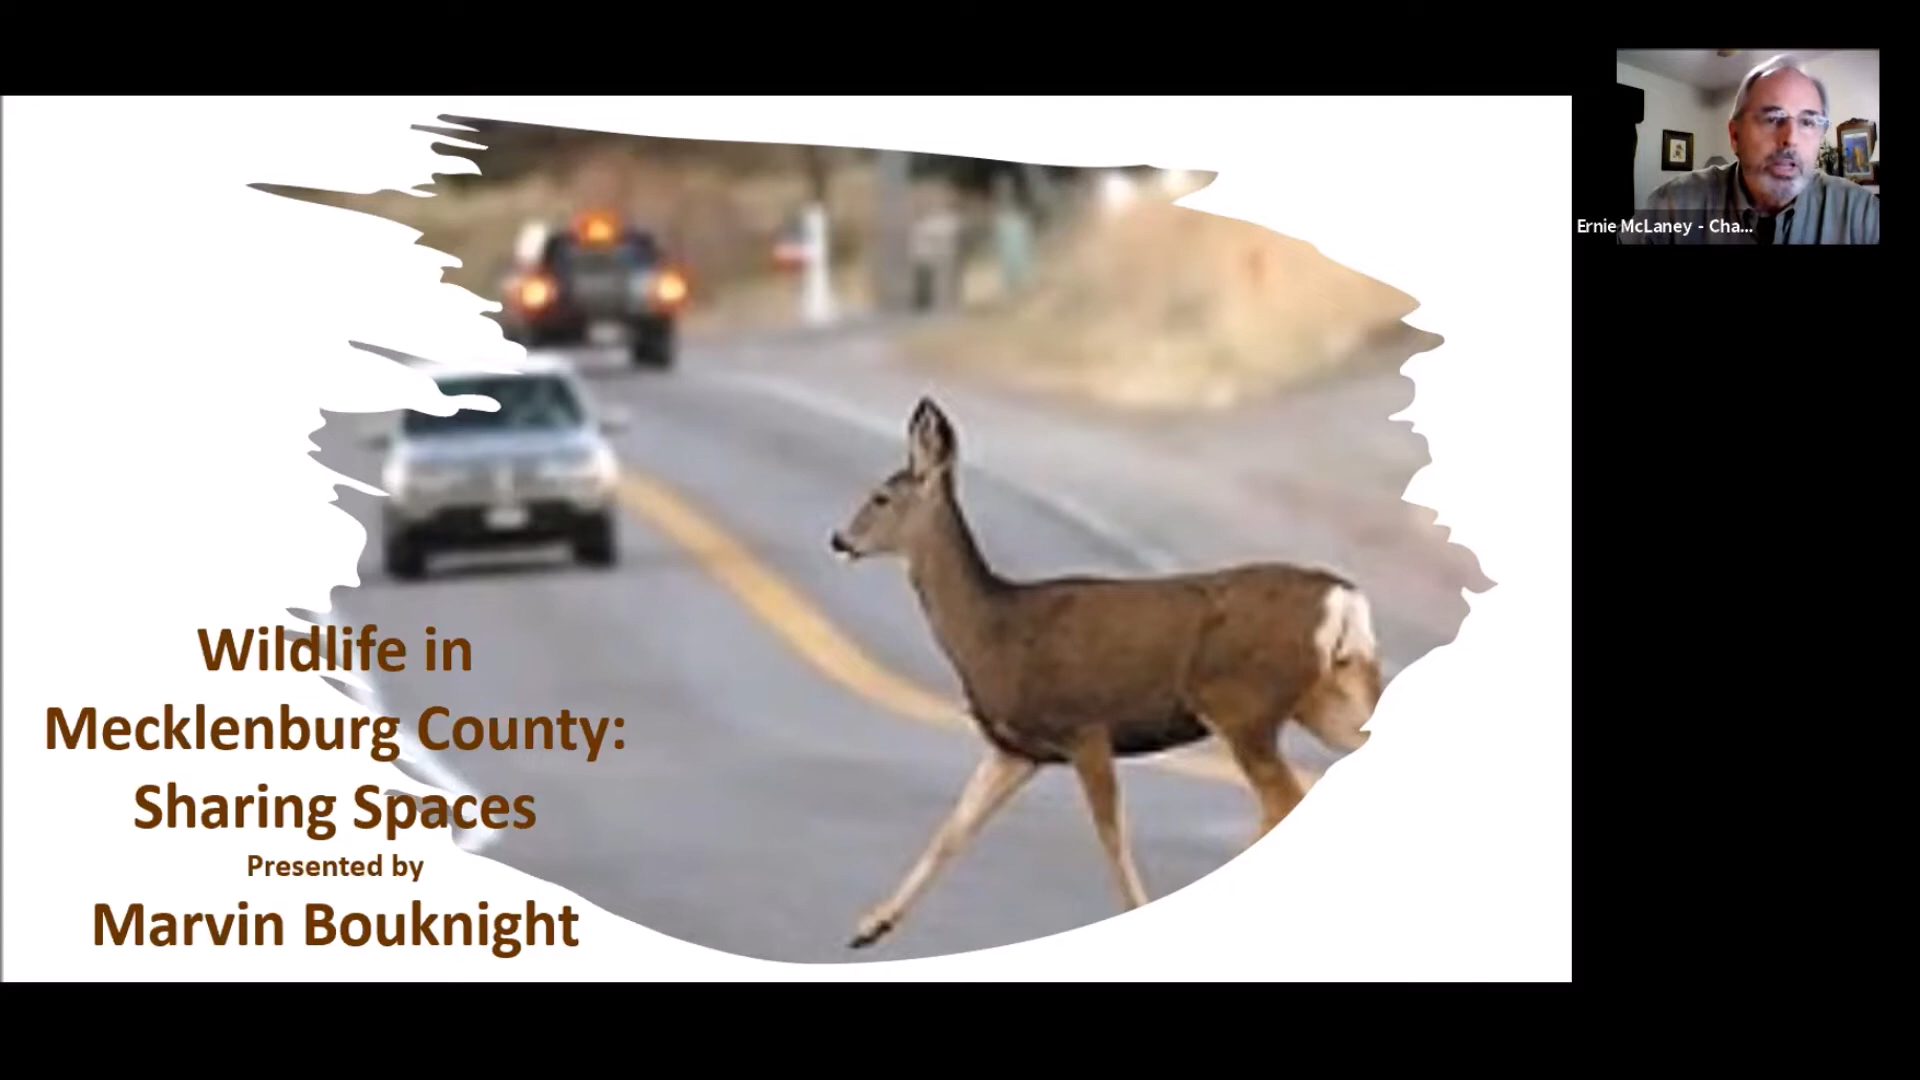 Wildlife in
Mecklenburg County:
Sharing Spaces
Presented by
Marvin Bouknight
Ernie McLaney - Cha...